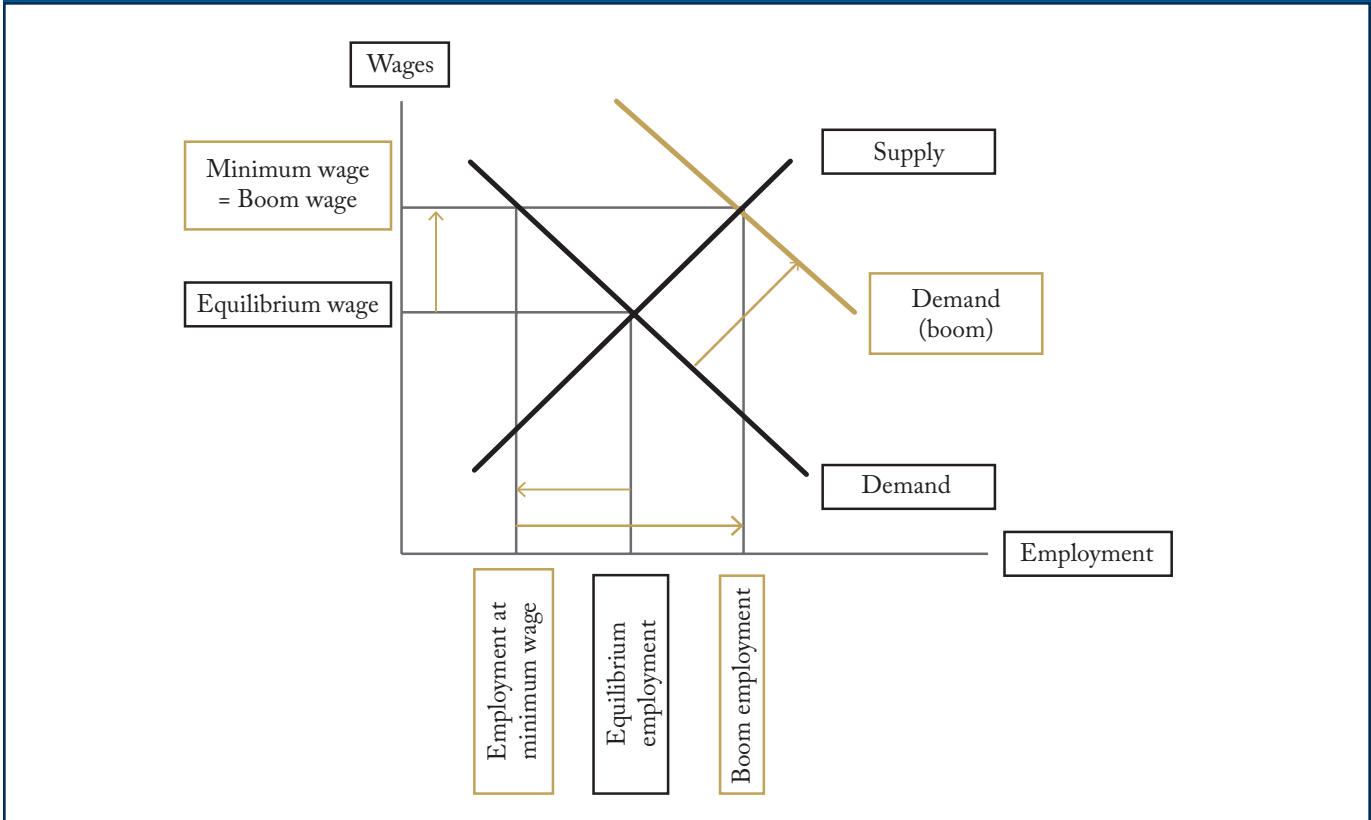 Wages
Supply
Minimum wage
= Boom wage
Equilibrium wage
Demand
(boom)
Demand
Employment
Employment at
minimum wage
Equilibrium
employment
Boom employment